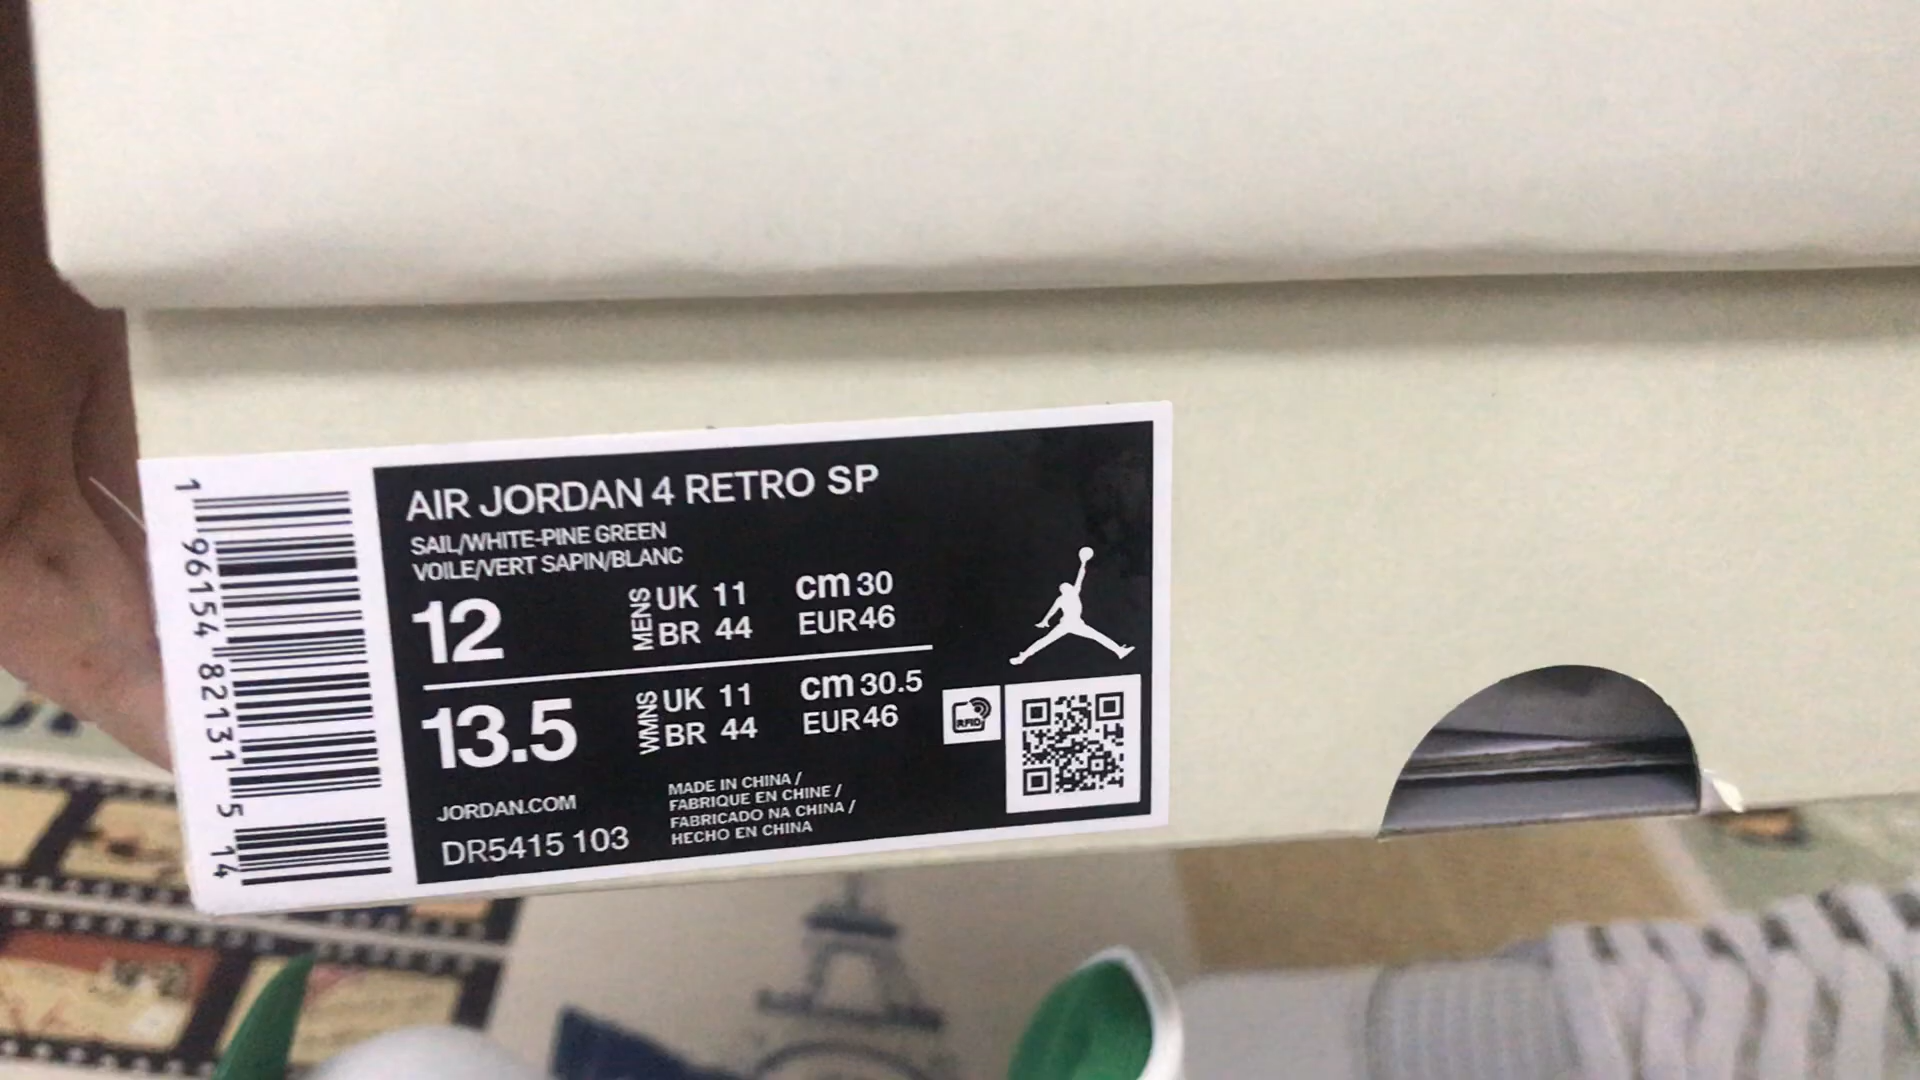 AIR JORDAN 4 RETRO SP
SAIL/WHITE-PINE GREEN
VOILE/VERT SAPIN/BLANC
12
MENS
UK 11
BR 44
cm 30
EUR 46
13.5
WMNS
UK 11
BR 44
cm 30.5
EUR 46
RFID
JORDAN.COM
DR5415 103
MADE IN CHINA /
FABRIQUE EN CHINE /
FABRICADO NA CHINA /
HECHO EN CHINA
1 96154 82131 5 14